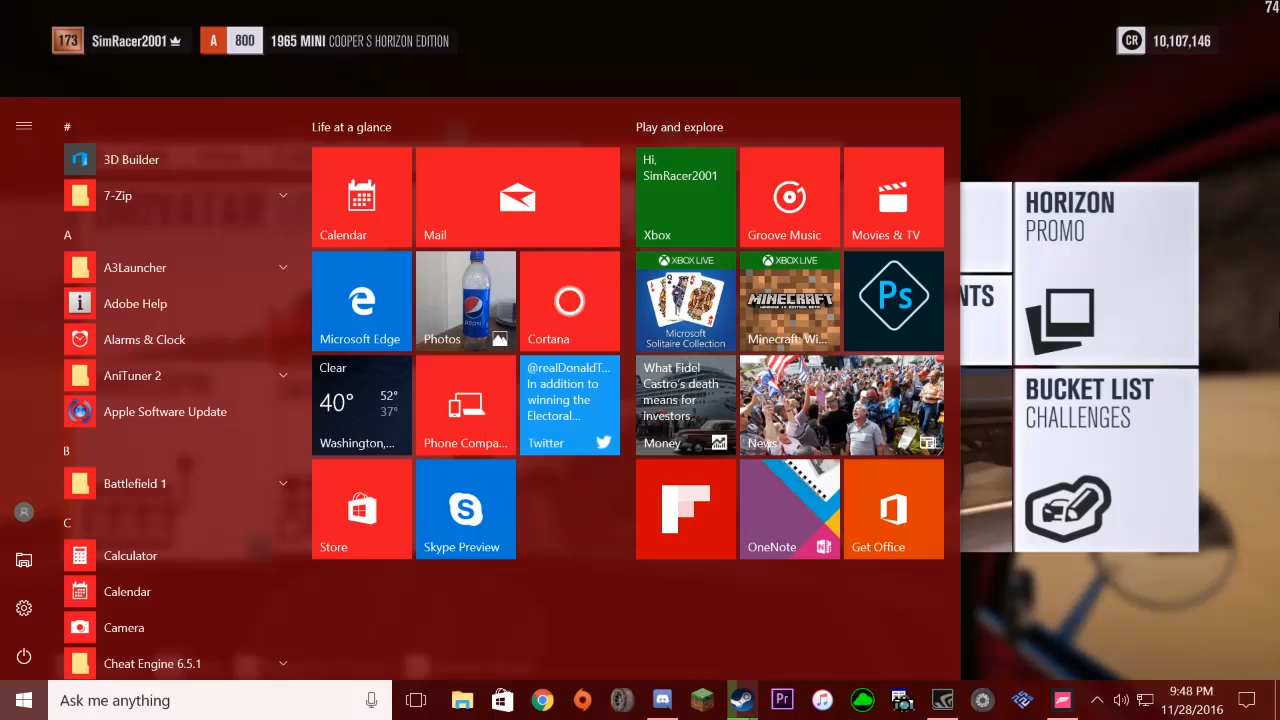 74
173 SimRacer2001 A 800 1965 MINI COOPER S HORIZON EDITION CR 10,107,146
#
3D Builder
7-Zip
A
A3Launcher
Adobe Help
Alarms & Clock
AniTuner 2
Apple Software Update
B
Battlefield 1
C
Calculator
Calendar
Camera
Cheat Engine 6.5.1
Life at a glance
Calendar
Mail
Microsoft Edge
pepsi
Photos
Cortana
Clear
40° 52°
37°
Washington,...
Phone Compa...
@realDonaldT...
In addition to
winning the
Electoral...
Twitter
Store
Skype Preview
Play and explore
Hi,
SimRacer2001
Xbox
Groove Music
Movies & TV
XBOX LIVE
Microsoft
Solitaire Collection
XBOX LIVE
MINECRAFT
Minecraft: Wi...
Ps
What Fidel
Castro's death
means for
investors
Money
News
OneNote
Get Office
NTS
HORIZON
PROMO
BUCKET LIST
CHALLENGES
Ask me anything
Pr
9:48 PM
11/28/2016